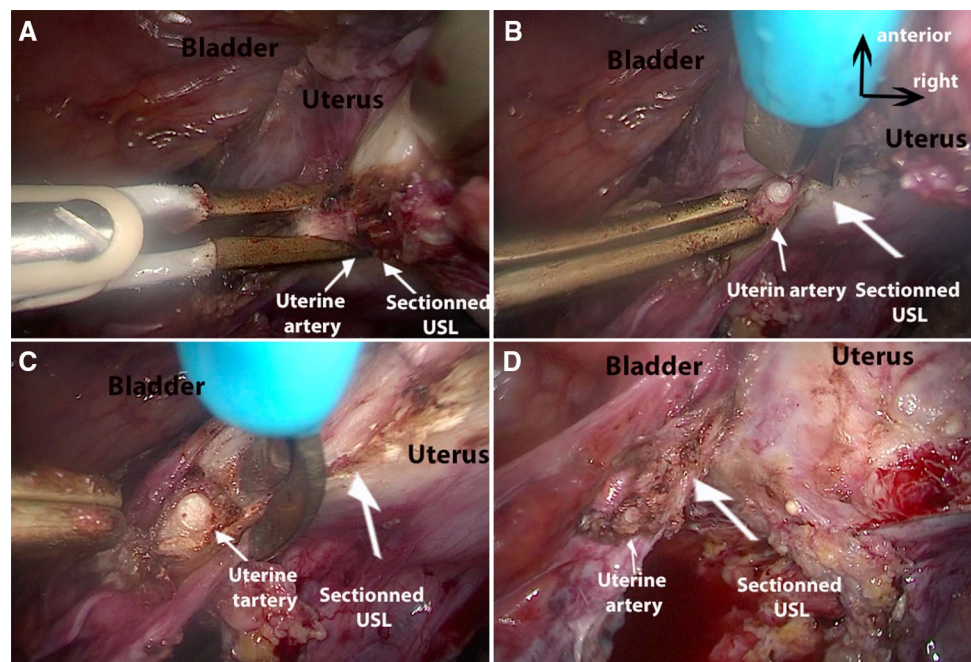 A
Bladder
Uterus
Uterine
artery
Sectionned
USL
B
Bladder
anterior
right
Uterus
Uterin artery
Sectionned
USL
C
Bladder
Uterus
Uterine
tartery
Sectionned
USL
D
Bladder
Uterus
Uterine
artery
Sectionned
USL